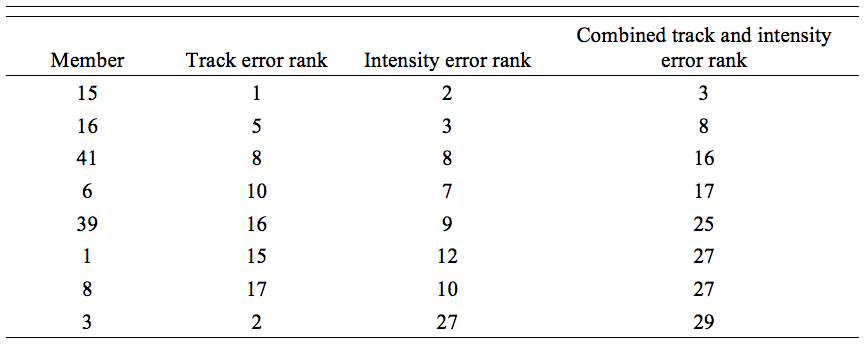 Member Track error rank Intensity error rank Combined track and intensity error rank
15 1 2 3
16 5 3 8
41 8 8 16
6 10 7 17
39 16 9 25
1 15 12 27
8 17 10 27
3 2 27 29